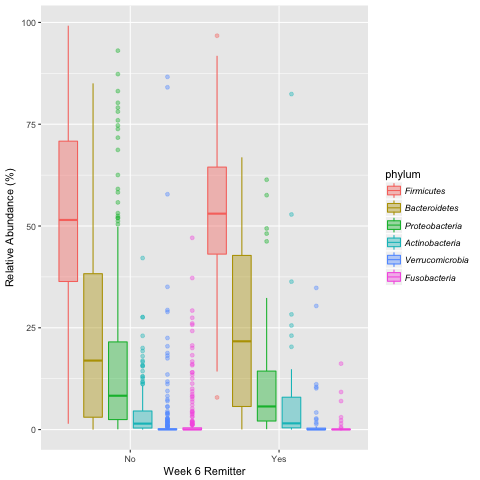 100
75
50
25
0
Relative Abundance (%)
No
Yes
Week 6 Remitter
phylum
Firmicutes
Bacteroidetes
Proteobacteria
Actinobacteria
Verrucomicrobia
Fusobacteria